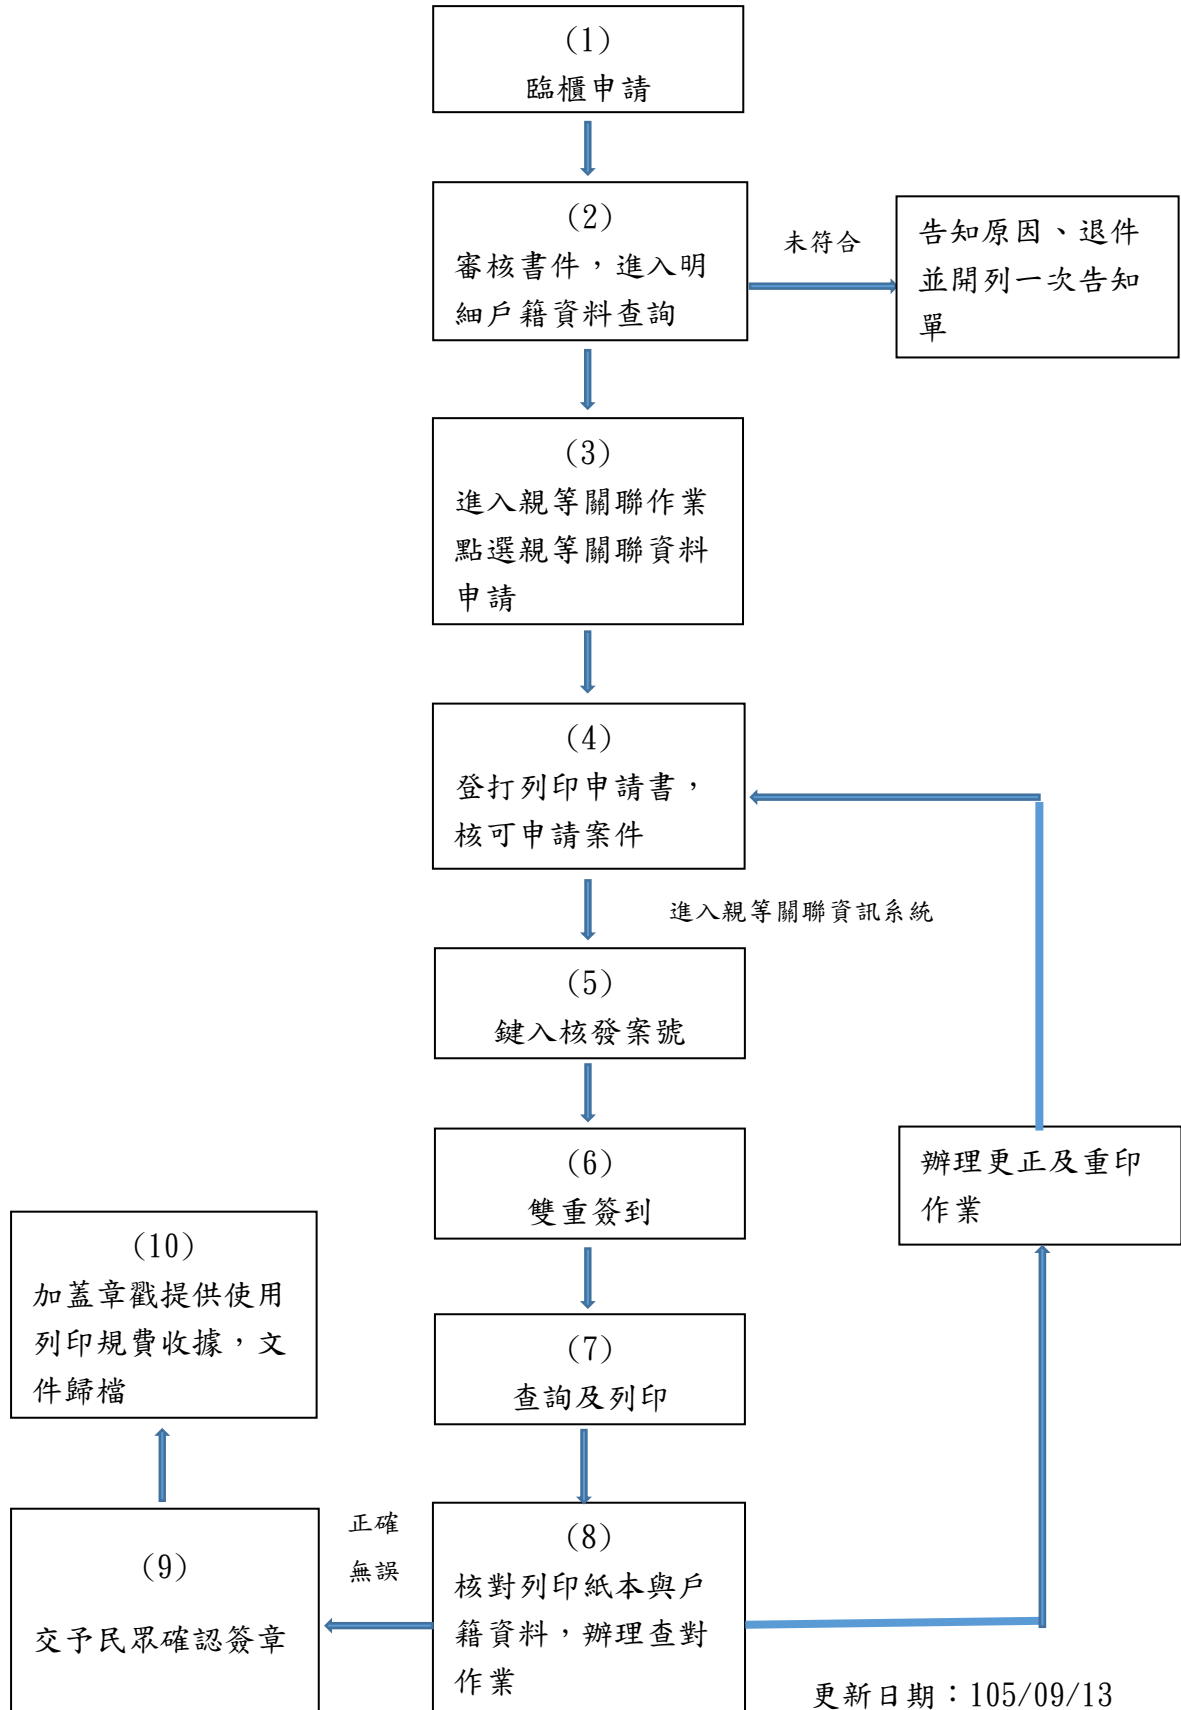 (1)
臨櫃申請
(2)
審核書件，進入明
細戶籍資料查詢
未符合
告知原因、退件
並開列一次告知
單
(3)
進入親等關聯作業
點選親等關聯資料
申請
(4)
登打列印申請書，
核可申請案件
進入親等關聯資訊系統
(5)
鍵入核發案號
(6)
雙重簽到
辦理更正及重印
作業
(7)
查詢及列印
(8)
核對列印紙本與戶
籍資料，辦理查對
作業
正確
無誤
(9)
交予民眾確認簽章
(10)
加蓋章戳提供使用
列印規費收據，文
件歸檔
更新日期：105/09/13